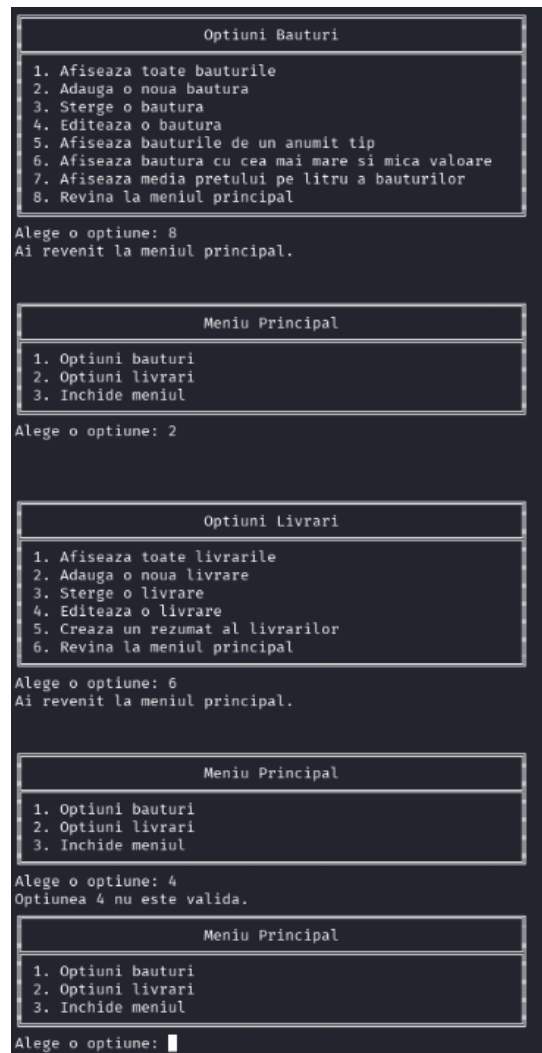 Optiuni Bauturi
1. Afiseaza toate bauturile
2. Adauga o noua bautura
3. Sterge o bautura
4. Editeaza o bautura
5. Afiseaza bauturile de un anumit tip
6. Afiseaza bautura cu cea mai mare si mica valoare
7. Afiseaza media pretului pe litru a bauturilor
8. Revina la meniul principal
Alege o optiune: 8
Ai revenit la meniul principal.
Meniu Principal
1. Optiuni bauturi
2. Optiuni livrari
3. Inchide meniul
Alege o optiune: 2
Optiuni Livrari
1. Afiseaza toate livrarile
2. Adauga o noua livrare
3. Sterge o livrare
4. Editeaza o livrare
5. Creaza un rezumat al livrarilor
6. Revina la meniul principal
Alege o optiune: 6
Ai revenit la meniul principal.
Meniu Principal
1. Optiuni bauturi
2. Optiuni livrari
3. Inchide meniul
Alege o optiune: 4
Optiunea 4 nu este valida.
Meniu Principal
1. Optiuni bauturi
2. Optiuni livrari
3. Inchide meniul
Alege o optiune: